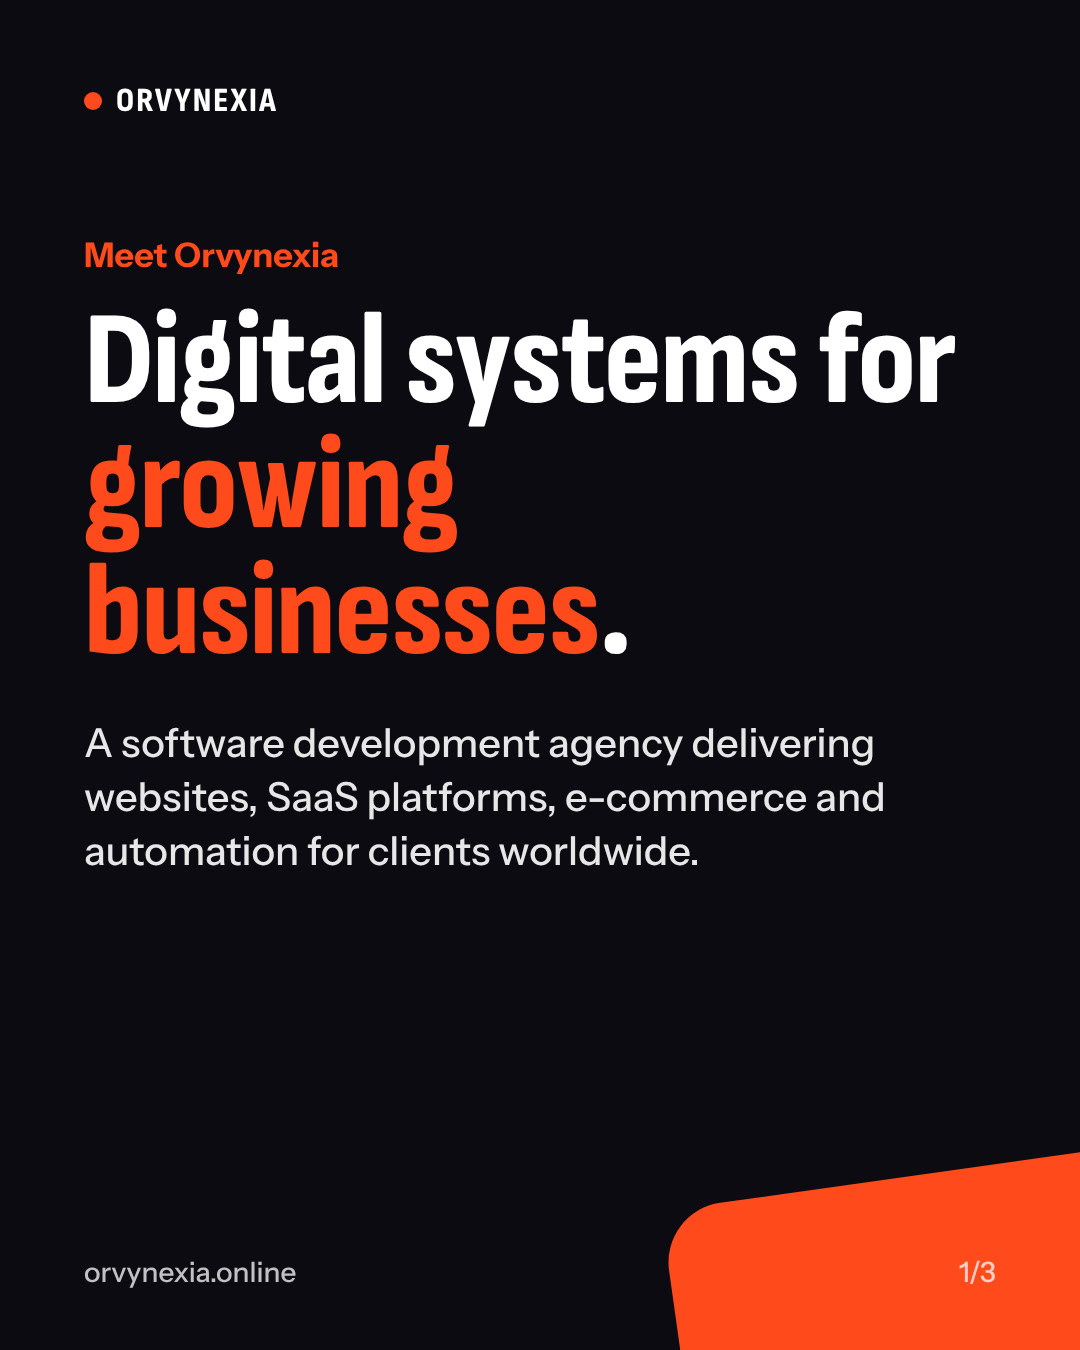 ORVYNEXIA
Meet Orvynexia
Digital systems for
growing
businesses.
A software development agency delivering
websites, SaaS platforms, e-commerce and
automation for clients worldwide.
orvynexia.online
1/3